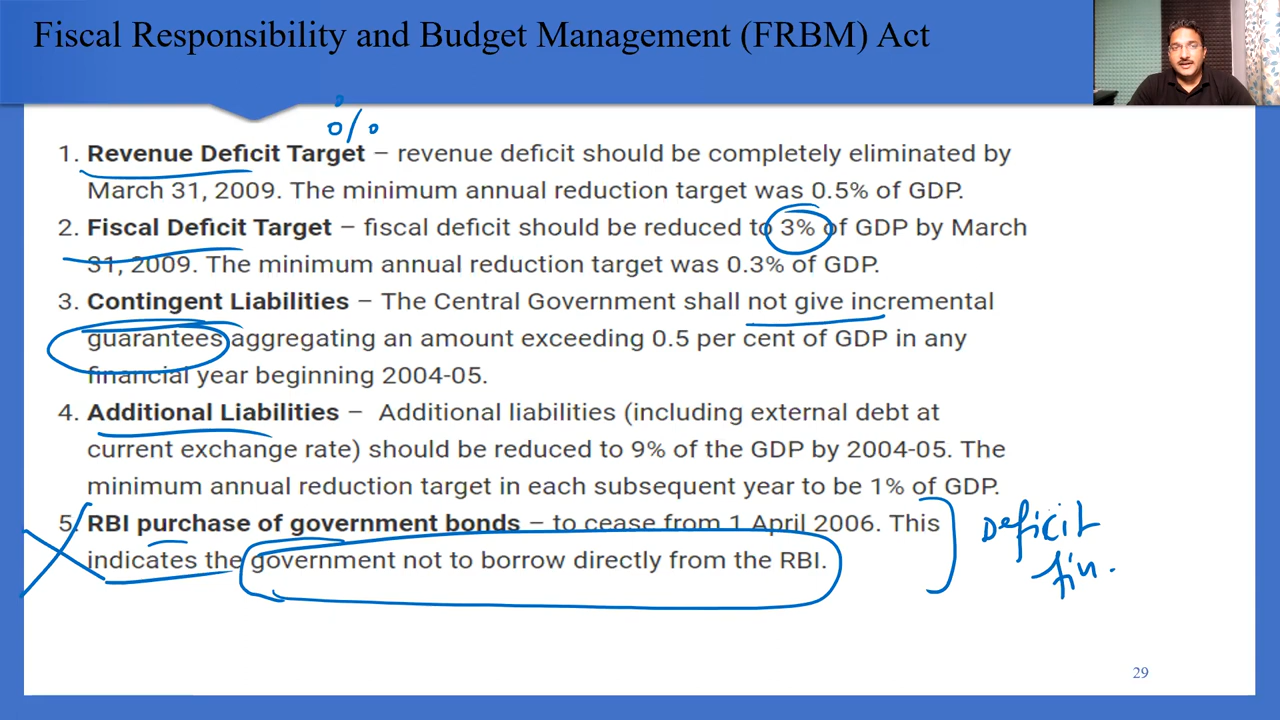 Fiscal Responsibility and Budget Management (FRBM) Act
0%
1. Revenue Deficit Target – revenue deficit should be completely eliminated by
March 31, 2009. The minimum annual reduction target was 0.5% of GDP.
2. Fiscal Deficit Target – fiscal deficit should be reduced to 3% of GDP by March
31, 2009. The minimum annual reduction target was 0.3% of GDP.
3. Contingent Liabilities – The Central Government shall not give incremental
guarantees aggregating an amount exceeding 0.5 per cent of GDP in any
financial year beginning 2004-05.
4. Additional Liabilities – Additional liabilities (including external debt at
current exchange rate) should be reduced to 9% of the GDP by 2004-05. The
minimum annual reduction target in each subsequent year to be 1% of GDP.
5. RBI purchase of government bonds – to cease from 1 April 2006. This
indicates the government not to borrow directly from the RBI.
Deficit
fin.
29